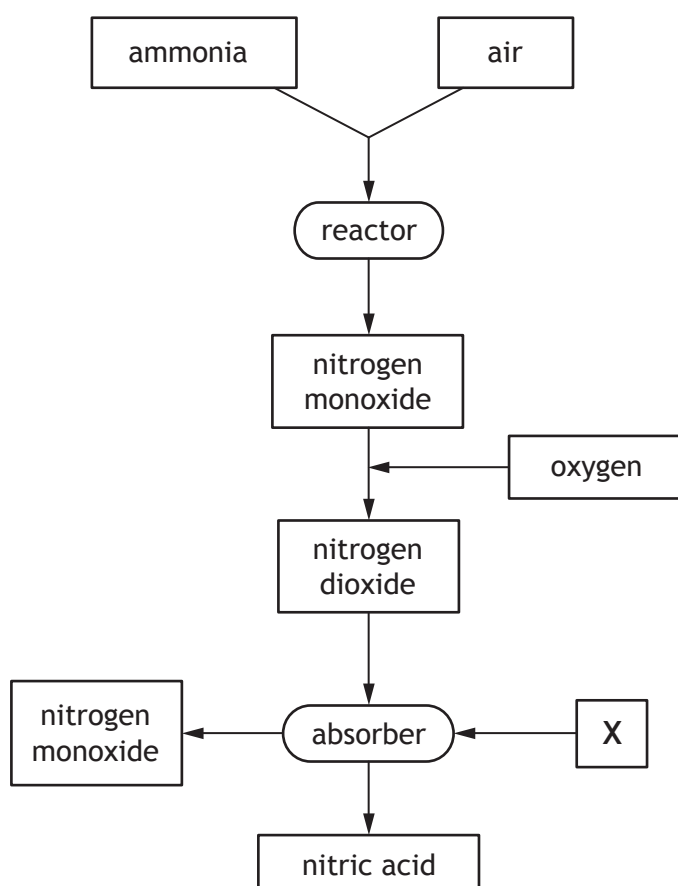 ammonia
air
reactor
nitrogen
monoxide
oxygen
nitrogen
dioxide
nitrogen
monoxide
absorber
X
nitric acid